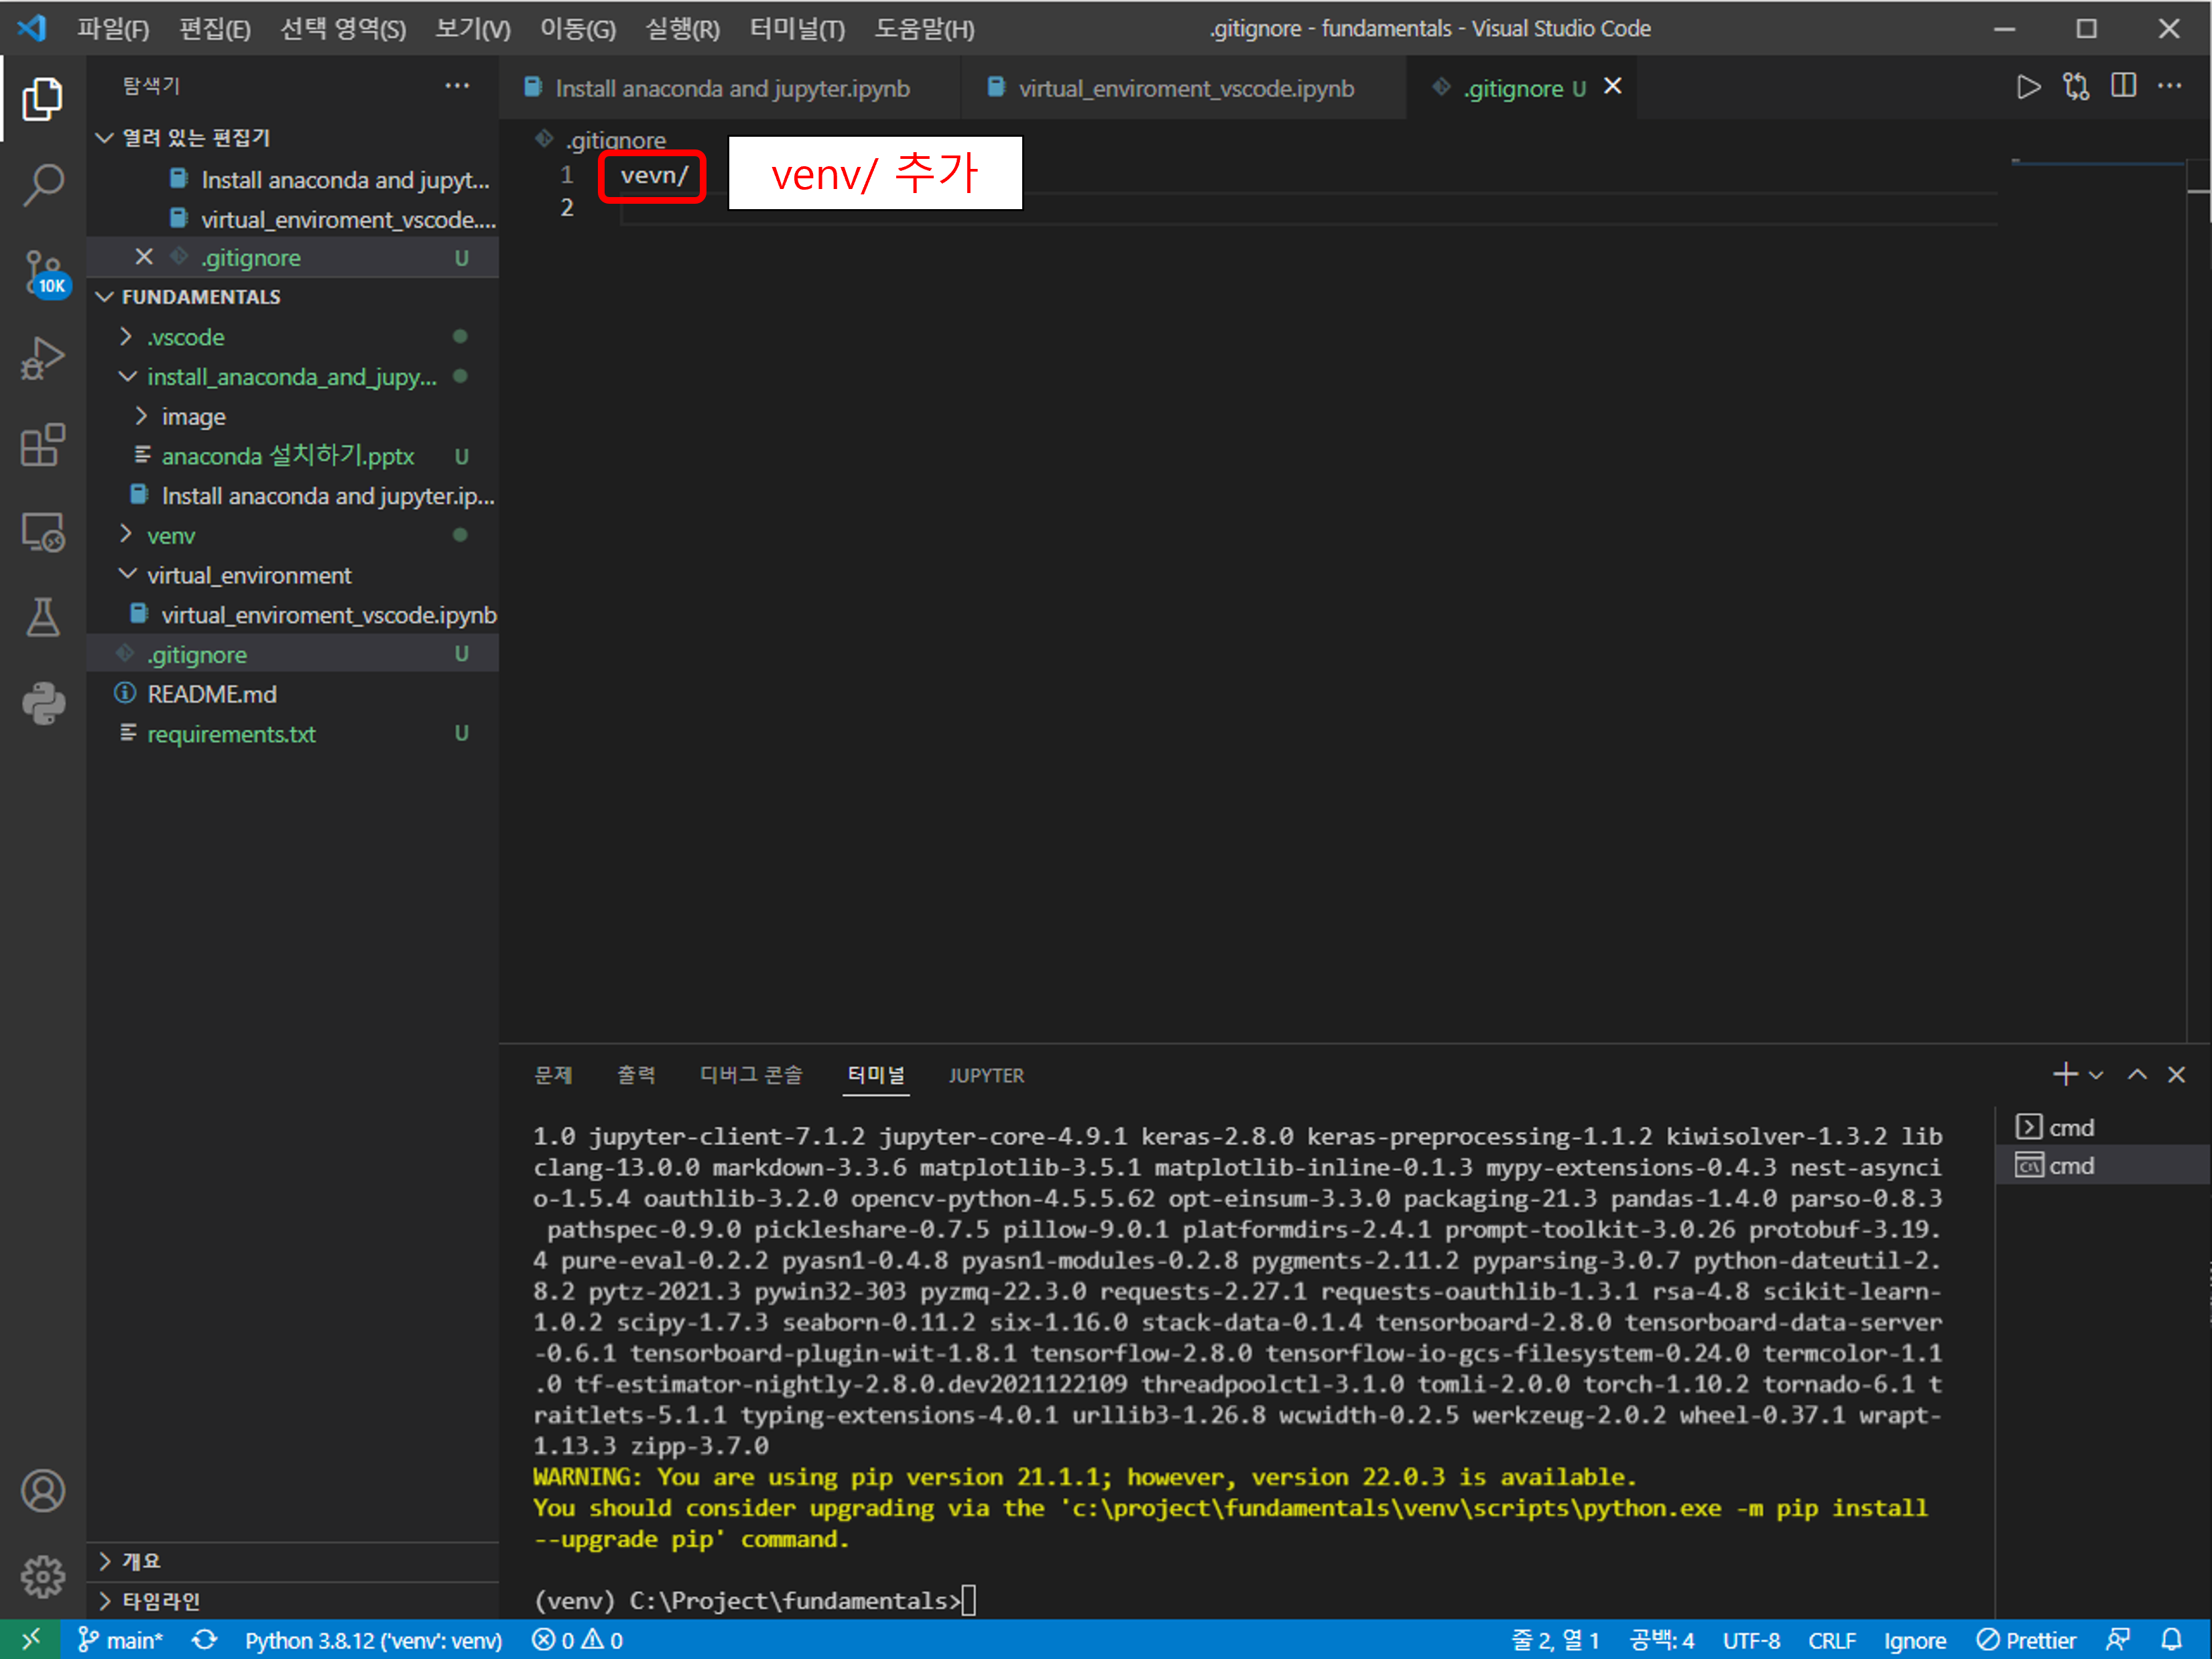 파일(F) 편집(E) 선택 영역(S) 보기(V) 이동(G) 실행(R) 터미널(T) 도움말(H) .gitignore - fundamentals - Visual Studio Code
탐색기
열려 있는 편집기
Install anaconda and jupyt...
virtual_enviroment_vscode....
.gitignore U
10K
FUNDAMENTALS
.vscode
install_anaconda_and_jupy...
image
anaconda 설치하기.pptx U
Install anaconda and jupyter.ip...
venv
virtual_environment
virtual_enviroment_vscode.ipynb
.gitignore U
README.md
requirements.txt U
개요
타임라인
Install anaconda and jupyter.ipynb virtual_enviroment_vscode.ipynb .gitignore U
.gitignore
1 vevn/
venv/ 추가
2
문제 출력 디버그 콘솔 터미널 JUPYTER
1.0 jupyter-client-7.1.2 jupyter-core-4.9.1 keras-2.8.0 keras-preprocessing-1.1.2 kiwisolver-1.3.2 lib
clang-13.0.0 markdown-3.3.6 matplotlib-3.5.1 matplotlib-inline-0.1.3 mypy-extensions-0.4.3 nest-asynci
o-1.5.4 oauthlib-3.2.0 opencv-python-4.5.5.62 opt-einsum-3.3.0 packaging-21.3 pandas-1.4.0 parso-0.8.3
pathspec-0.9.0 pickleshare-0.7.5 pillow-9.0.1 platformdirs-2.4.1 prompt-toolkit-3.0.26 protobuf-3.19.
4 pure-eval-0.2.2 pyasn1-0.4.8 pyasn1-modules-0.2.8 pygments-2.11.2 pyparsing-3.0.7 python-dateutil-2.
8.2 pytz-2021.3 pywin32-303 pyzmq-22.3.0 requests-2.27.1 requests-oauthlib-1.3.1 rsa-4.8 scikit-learn-
1.0.2 scipy-1.7.3 seaborn-0.11.2 six-1.16.0 stack-data-0.1.4 tensorboard-2.8.0 tensorboard-data-server
-0.6.1 tensorboard-plugin-wit-1.8.1 tensorflow-2.8.0 tensorflow-io-gcs-filesystem-0.24.0 termcolor-1.1
.0 tf-estimator-nightly-2.8.0.dev2021122109 threadpoolctl-3.1.0 tomli-2.0.0 torch-1.10.2 tornado-6.1 t
raitlets-5.1.1 typing-extensions-4.0.1 urllib3-1.26.8 wcwidth-0.2.5 werkzeug-2.0.2 wheel-0.37.1 wrapt-
1.13.3 zipp-3.7.0
WARNING: You are using pip version 21.1.1; however, version 22.0.3 is available.
You should consider upgrading via the 'c:\project\fundamentals\venv\scripts\python.exe -m pip install
--upgrade pip' command.
(venv) C:\Project\fundamentals>
cmd
cmd
main* Python 3.8.12 ('venv': venv) 0 0 줄 2, 열 1 공백: 4 UTF-8 CRLF Ignore Prettier